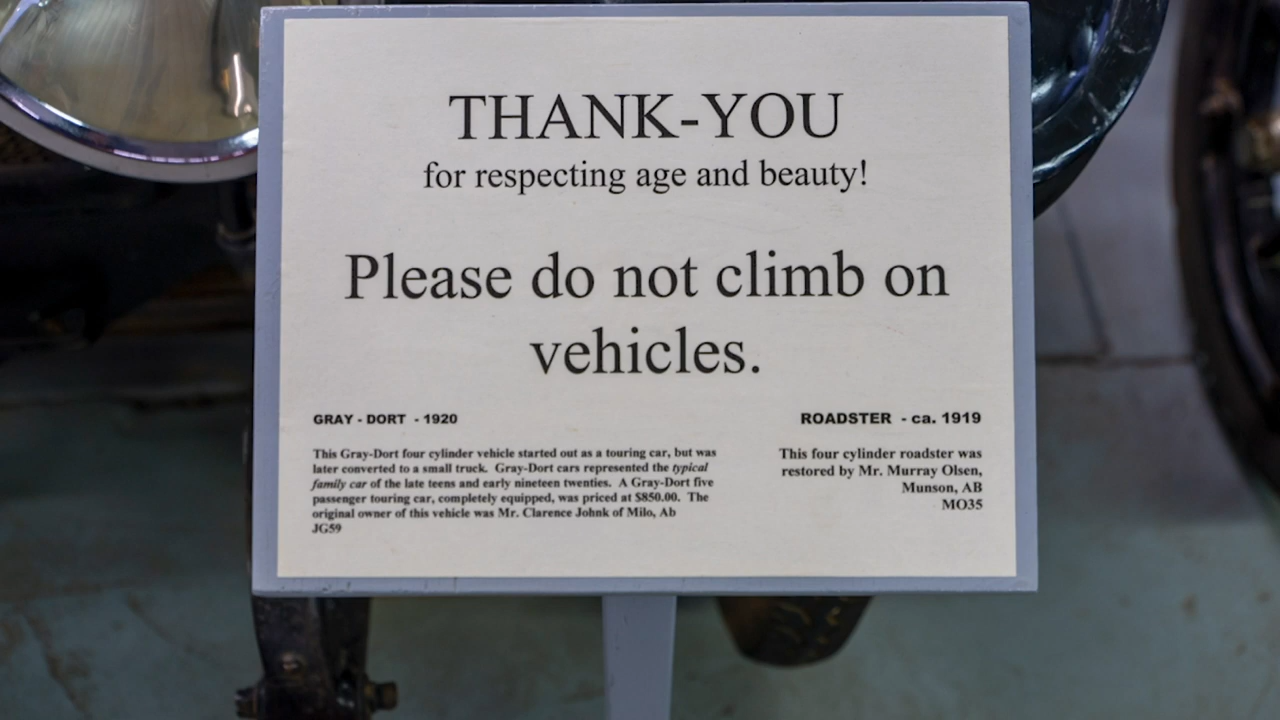 THANK-YOU
for respecting age and beauty!
Please do not climb on
vehicles.
GRAY - DORT - 1920
This Gray-Dort four cylinder vehicle started out as a touring car, but was
later converted to a small truck. Gray-Dort cars represented the typical
family car of the late teens and early nineteen twenties. A Gray-Dort five
passenger touring car, completely equipped, was priced at $850.00. The
original owner of this vehicle was Mr. Clarence Johnk of Milo, Ab
JG59
ROADSTER - ca. 1919
This four cylinder roadster was
restored by Mr. Murray Olsen,
Munson, AB
MO35